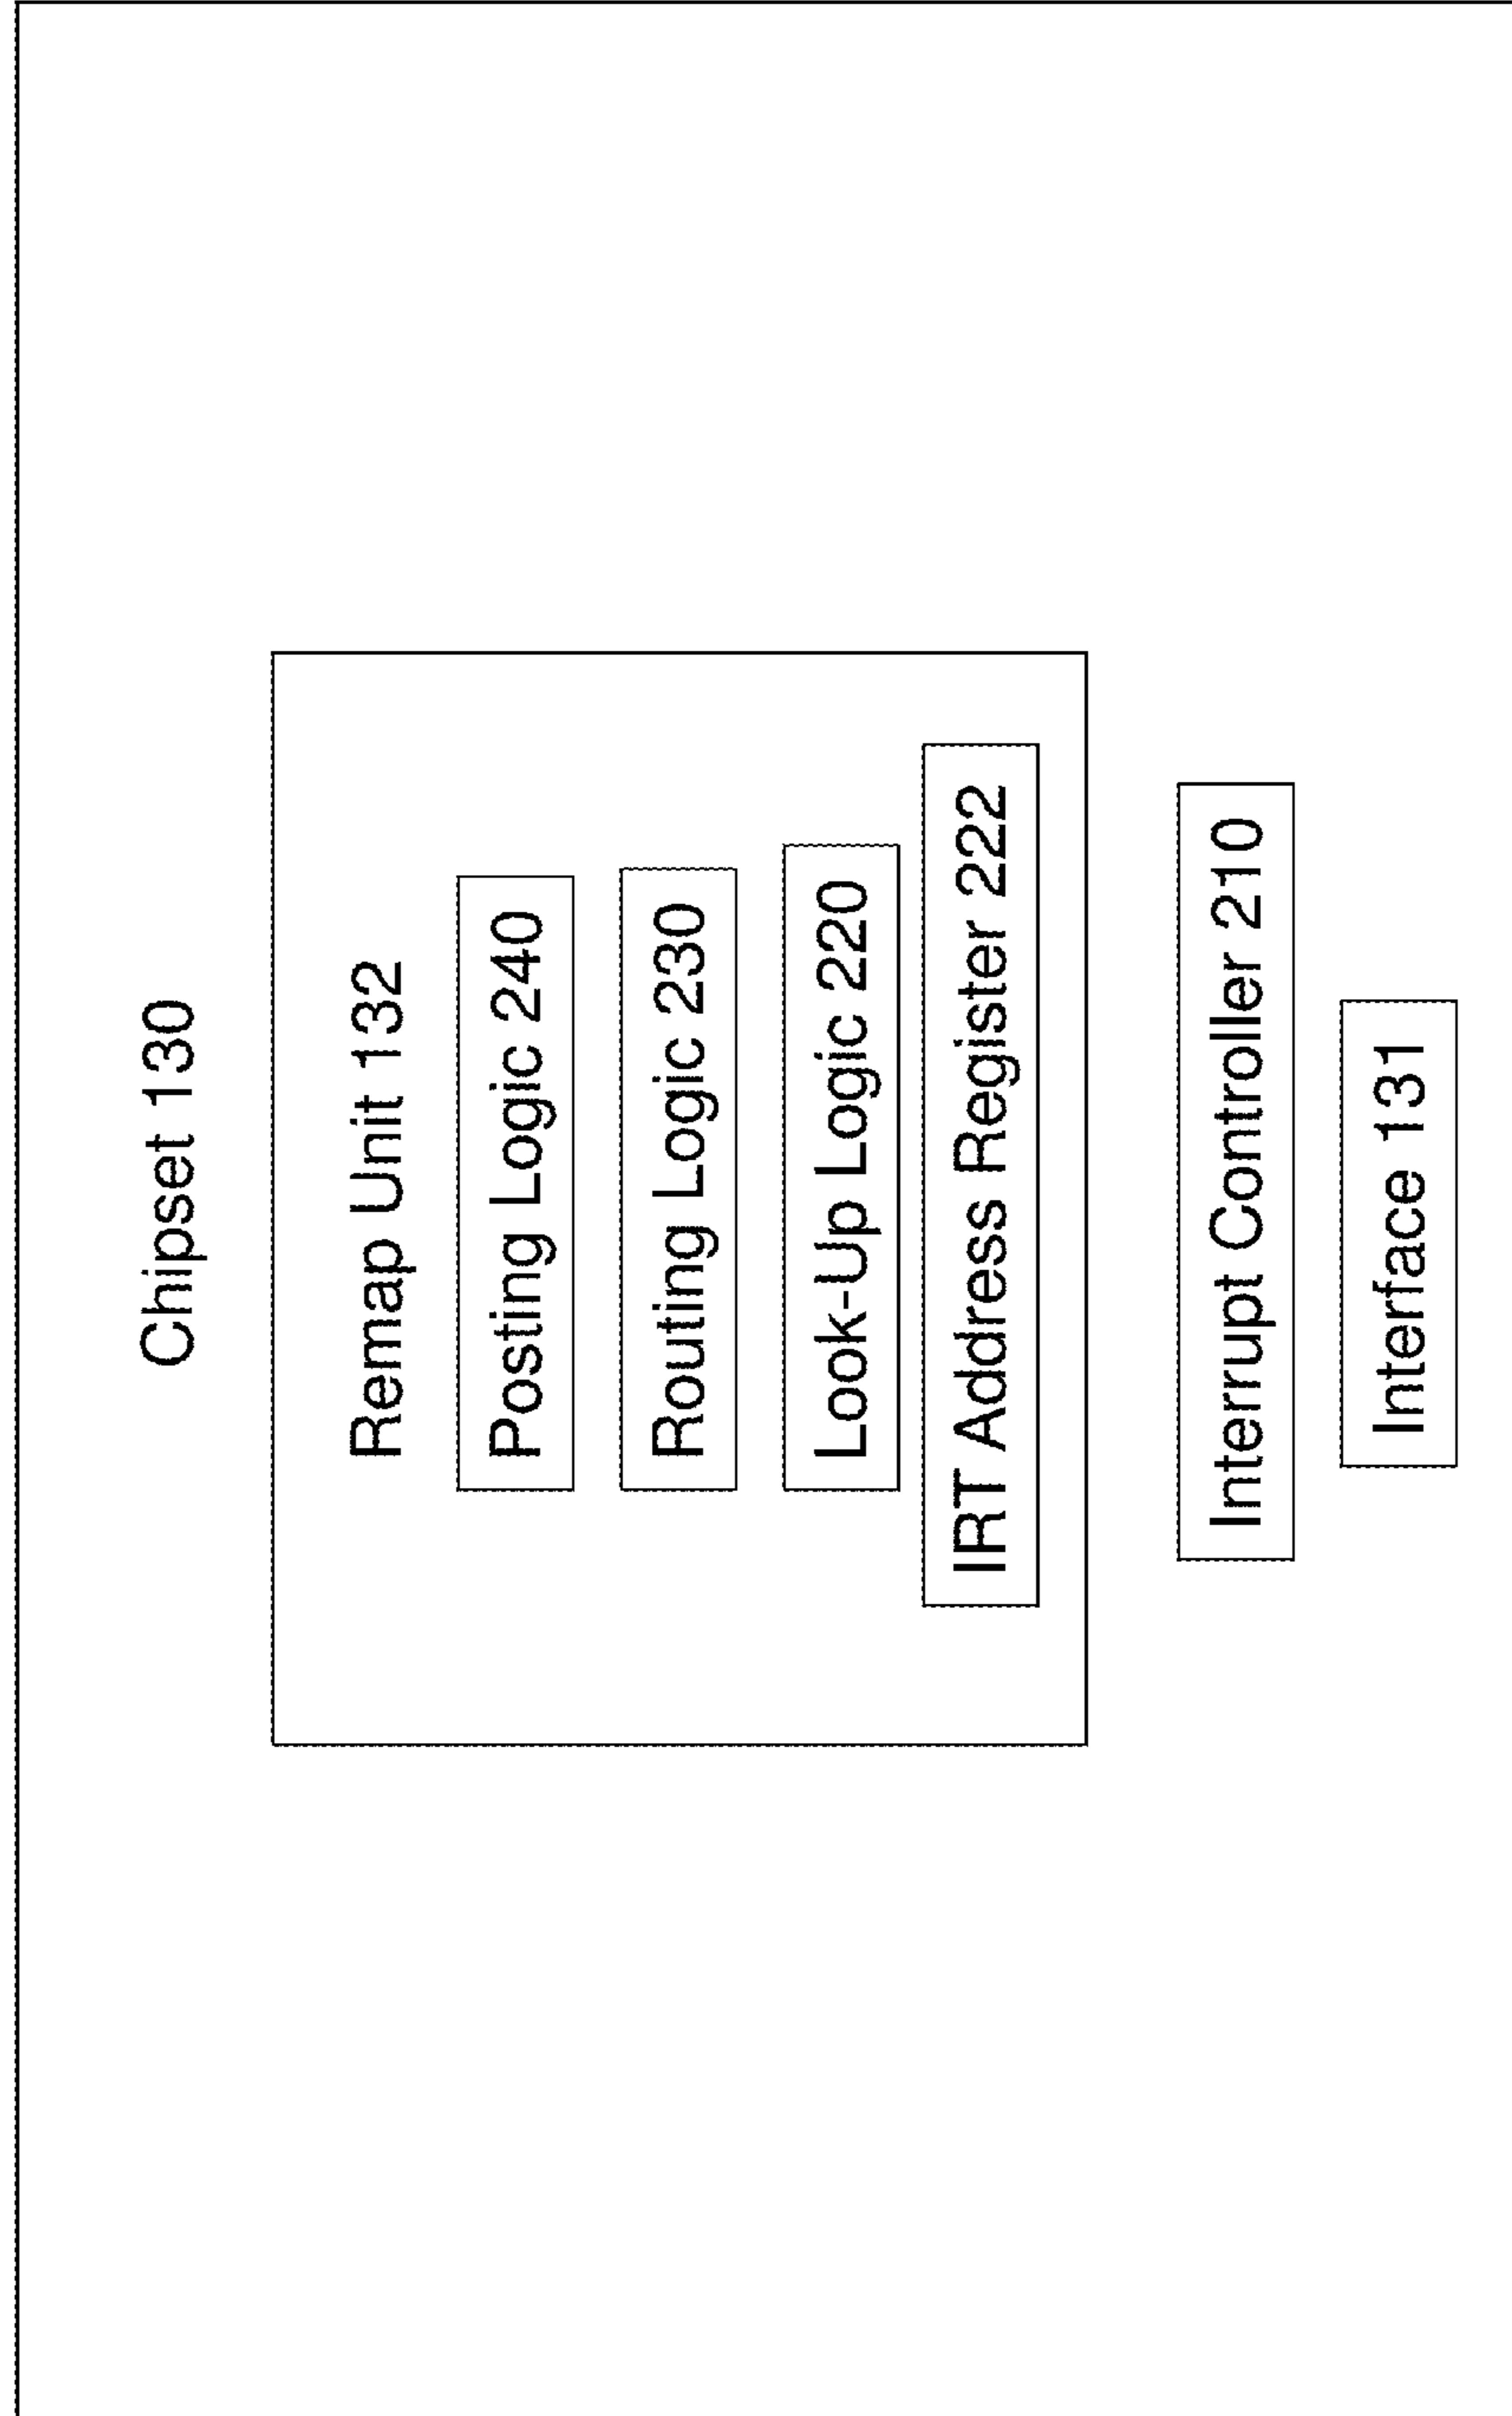 Chipset 130
Remap Unit 132
Posting Logic 240
Routing Logic 230
Look-Up Logic 220
IRT Address Register 222
Interrupt Controller 210
Interface 131